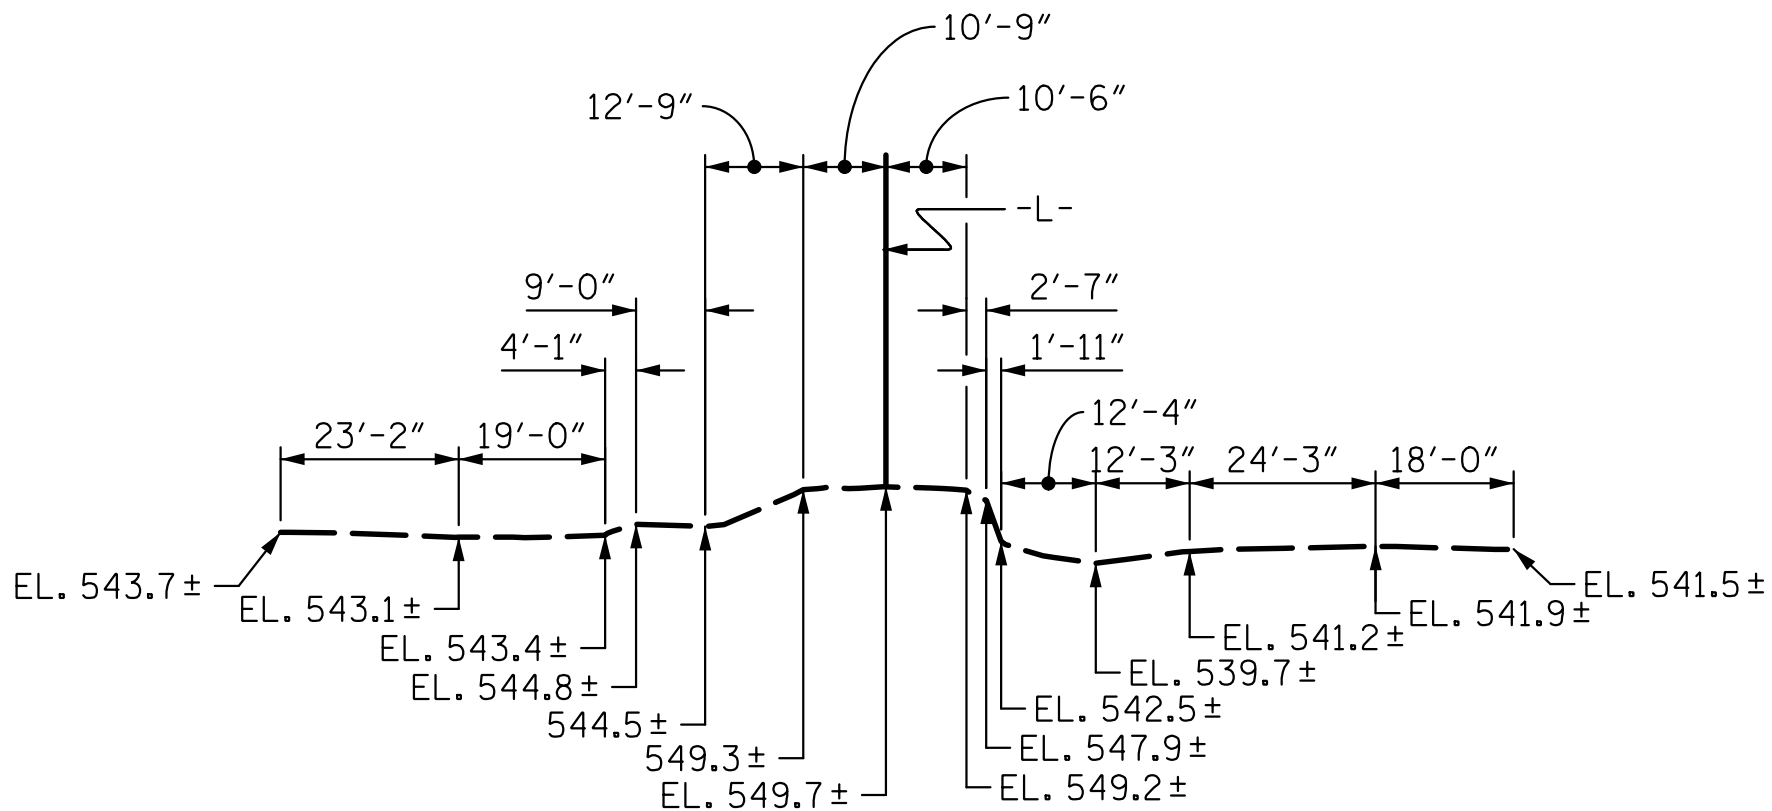 10'-9"
12'-9"
10'-6"
-L-
9'-0"
2'-7"
4'-1"
1'-11"
12'-4"
23'-2"
19'-0"
12'-3"
24'-3"
18'-0"
EL. 543.7±
EL. 541.5±
EL. 543.1±
EL. 541.9±
EL. 543.4±
EL. 541.2±
EL. 544.8±
EL. 539.7±
544.5±
EL. 542.5±
549.3±
EL. 547.9±
EL. 549.7±
EL. 549.2±